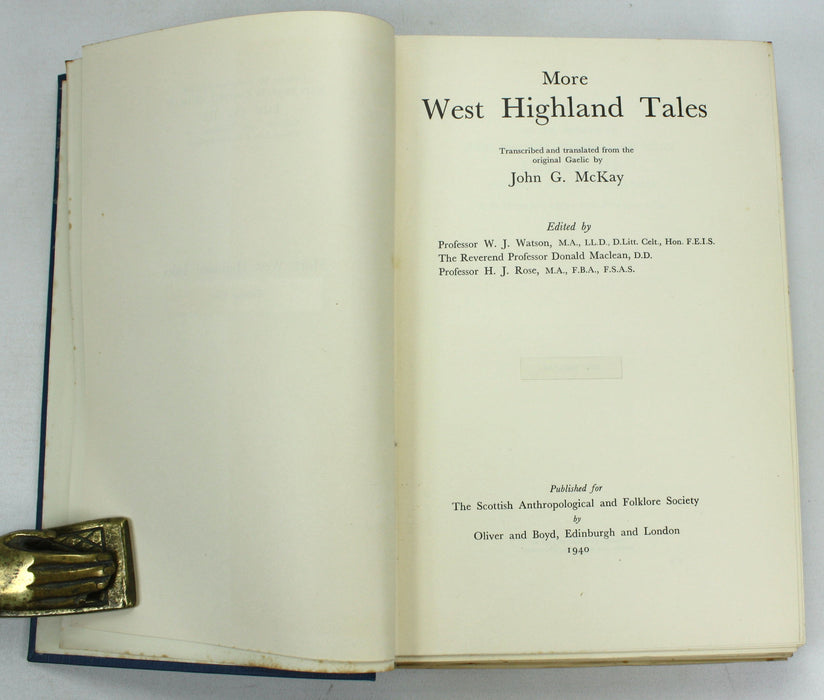 More
West Highland Tales
Transcribed and translated from the
original Gaelic by
John G. McKay
Edited by
Professor W. J. Watson, M.A., LL.D., D.Litt. Celt., Hon. F.E.I.S.
The Reverend Professor Donald Maclean, D.D.
Professor H. J. Rose, M.A., F.B.A., F.S.A.S.
Published for
The Scottish Anthropological and Folklore Society
by
Oliver and Boyd, Edinburgh and London
1940